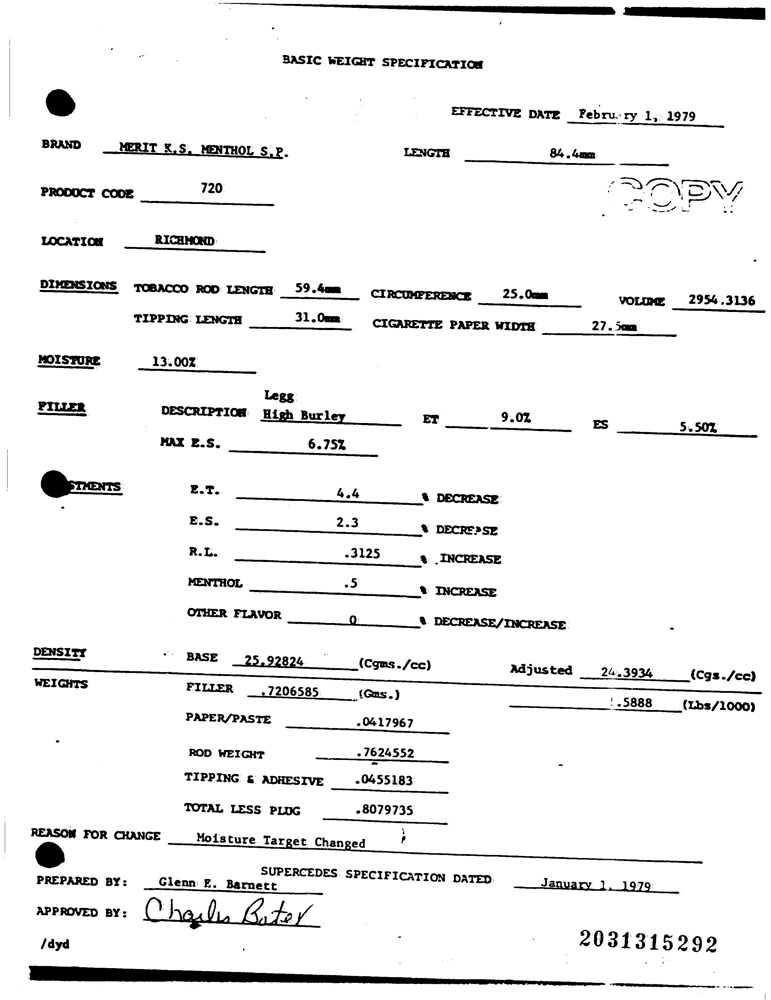 BASIC WEIGHT SPECIFICATION
EFFECTIVE DATE February 1, 1979
BRAND MERIT K.S. MENTHOL S.P. LENGTH 84.4mm
COPY
PRODUCT CODE 720
LOCATION RICHMOND
DIMENSIONS TOBACCO ROD LENGTH 59.4mm CIRCUMFERENCE 25.0mm VOLUME 2954.3136
TIPPING LENGTH 31.0mm CIGARETTE PAPER WIDTH 27.5mm
MOISTURE 13.00%
Legg
FILLER DESCRIPTION High Burley ET 9.0% ES 5.50%
MAX E.S. 6.75%
STMENTS E.T. 4.4 % DECREASE
E.S. 2.3 % DECREASE
R.L. .3125 % INCREASE
MENTHOL .5 % INCREASE
OTHER FLAVOR 0 % DECREASE/INCREASE
DENSITY BASE 25.92824 (Cgms./cc) Adjusted 24.3934 (Cgs./cc)
WEIGHTS FILLER .7206585 (Gms.) .5888 (Lbs/1000)
PAPER/PASTE .0417967
ROD WEIGHT .7624552
TIPPING & ADHESIVE .0455183
TOTAL LESS PLUG .8079735
REASON FOR CHANGE Moisture Target Changed
SUPERCEDES SPECIFICATION DATED January 1, 1979
PREPARED BY: Glenn E. Barnett
APPROVED BY: Charles Bater
/dyd
2031315292